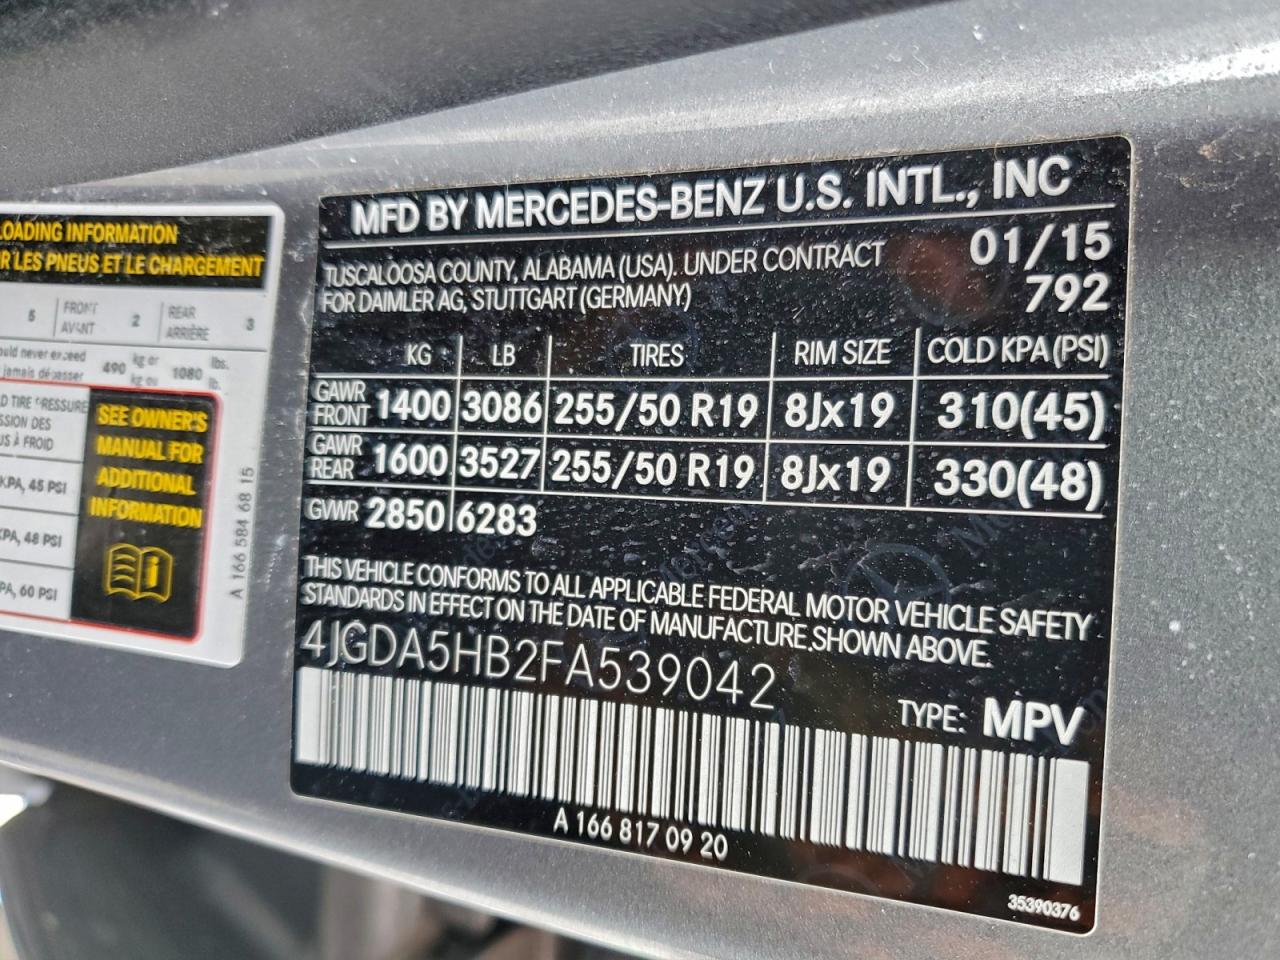 LOADING INFORMATION
LES PNEUS ET LE CHARGEMENT
5 FRONT AVANT 2 REAR ARRIÈRE 3
never exceed 490 kg or 1080 lbs.
jamais dépasser kg ou lb.
TIRE PRESSURE
DES
À FROID
KPA, 45 PSI
KPA, 48 PSI
60 PSI
SEE OWNER'S
MANUAL FOR
ADDITIONAL
INFORMATION
A 166 584 68 15
MFD BY MERCEDES-BENZ U.S. INTL., INC
TUSCALOOSA COUNTY, ALABAMA (USA). UNDER CONTRACT 01/15
FOR DAIMLER AG, STUTTGART (GERMANY) 792
KG LB TIRES RIM SIZE COLD KPA (PSI)
GAWR FRONT 1400 3086 255/50 R19 8Jx19 310(45)
GAWR REAR 1600 3527 255/50 R19 8Jx19 330(48)
GVWR 2850 6283
THIS VEHICLE CONFORMS TO ALL APPLICABLE FEDERAL MOTOR VEHICLE SAFETY
STANDARDS IN EFFECT ON THE DATE OF MANUFACTURE.SHOWN ABOVE.
4JGDA5HB2FA539042
TYPE: MPV
A 166 817 09 20
35390376